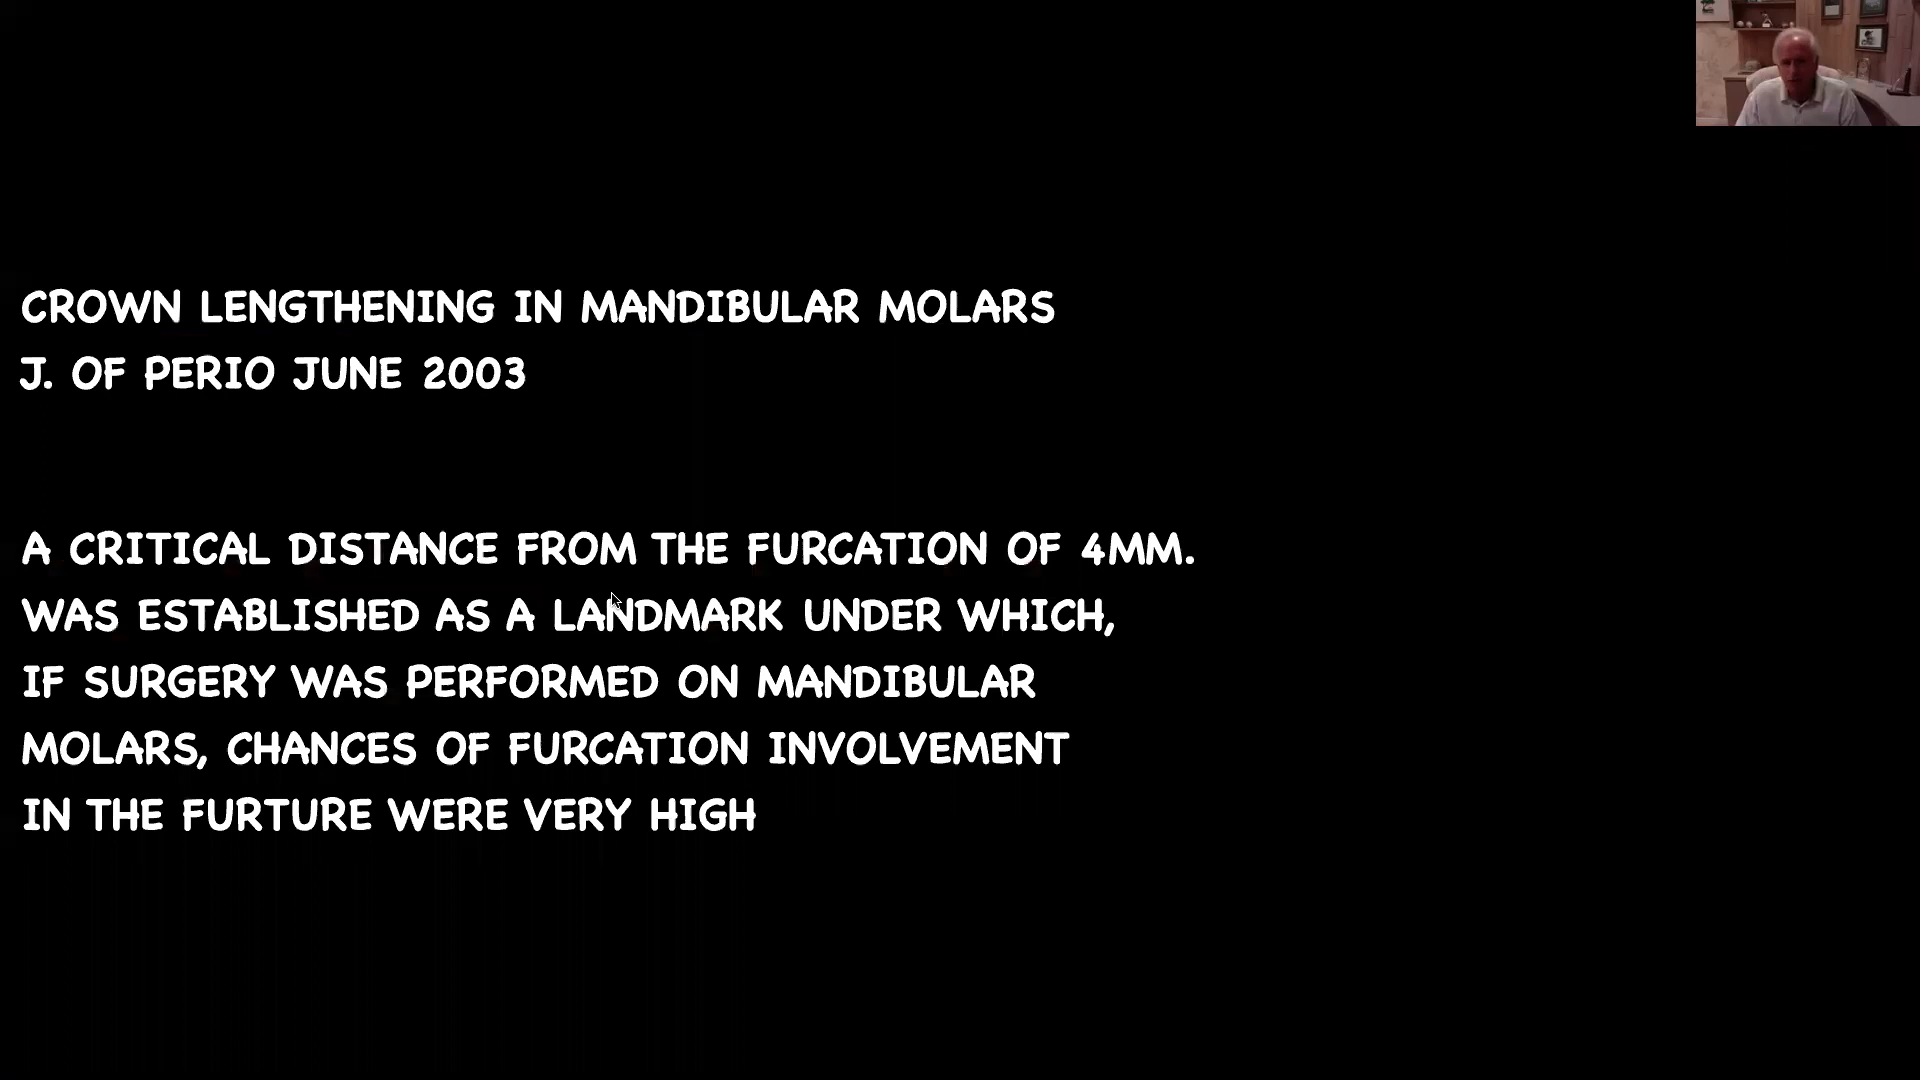 CROWN LENGTHENING IN MANDIBULAR MOLARS
J. OF PERIO JUNE 2003
A CRITICAL DISTANCE FROM THE FURCATION OF 4MM.
WAS ESTABLISHED AS A LANDMARK UNDER WHICH,
IF SURGERY WAS PERFORMED ON MANDIBULAR
MOLARS, CHANCES OF FURCATION INVOLVEMENT
IN THE FURTURE WERE VERY HIGH